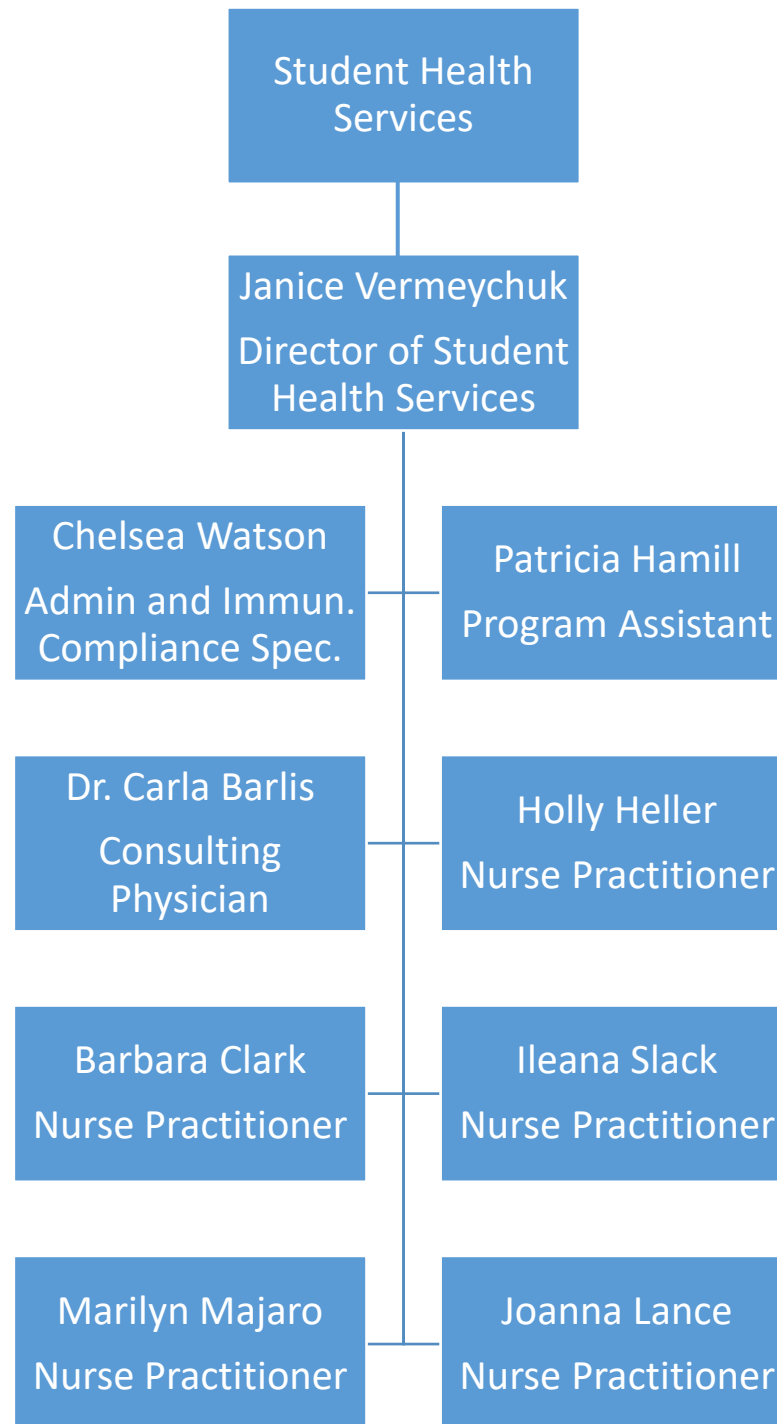 Student Health
Services
Janice Vermeychuk
Director of Student
Health Services
Chelsea Watson
Admin and Immun.
Compliance Spec.
Patricia Hamill
Program Assistant
Dr. Carla Barlis
Consulting
Physician
Holly Heller
Nurse Practitioner
Barbara Clark
Nurse Practitioner
Ileana Slack
Nurse Practitioner
Marilyn Majaro
Nurse Practitioner
Joanna Lance
Nurse Practitioner